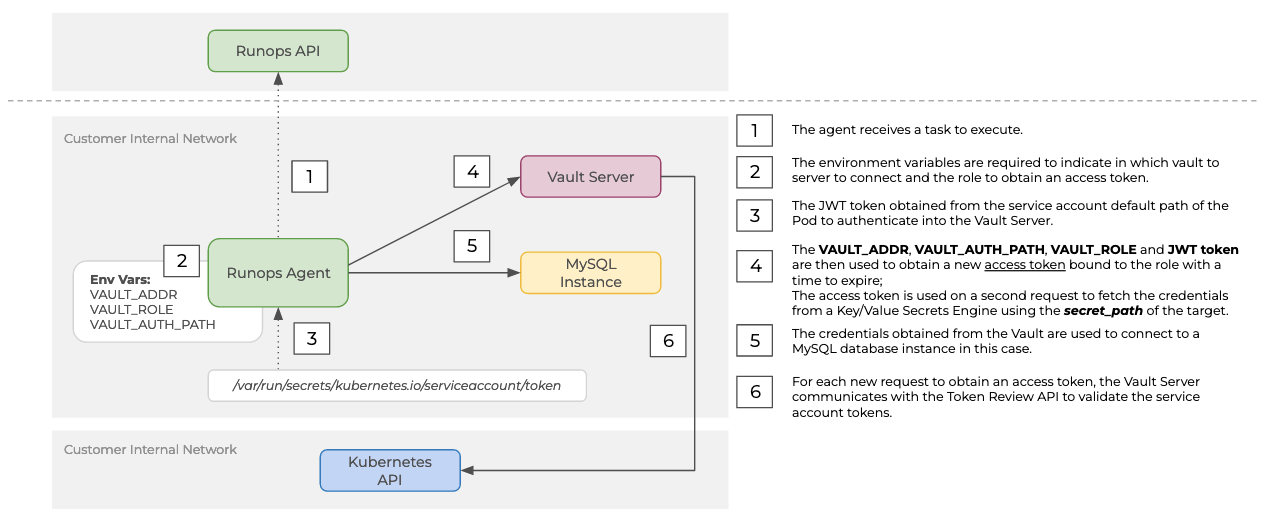 Runops API
Customer Internal Network
1
4
Vault Server
2
Runops Agent
5
MySQL
Instance
Env Vars:
VAULT_ADDR
VAULT_ROLE
VAULT_AUTH_PATH
3
6
/var/run/secrets/kubernetes.io/serviceaccount/token
Customer Internal Network
Kubernetes
API
1
The agent receives a task to execute.
2
The environment variables are required to indicate in which vault to
server to connect and the role to obtain an access token.
3
The JWT token obtained from the service account default path of the
Pod to authenticate into the Vault Server.
4
The VAULT_ADDR, VAULT_AUTH_PATH, VAULT_ROLE and JWT token
are then used to obtain a new access token bound to the role with a
time to expire;
The access token is used on a second request to fetch the credentials
from a Key/Value Secrets Engine using the secret_path of the target.
5
The credentials obtained from the Vault are used to connect to a
MySQL database instance in this case.
6
For each new request to obtain an access token, the Vault Server
communicates with the Token Review API to validate the service
account tokens.